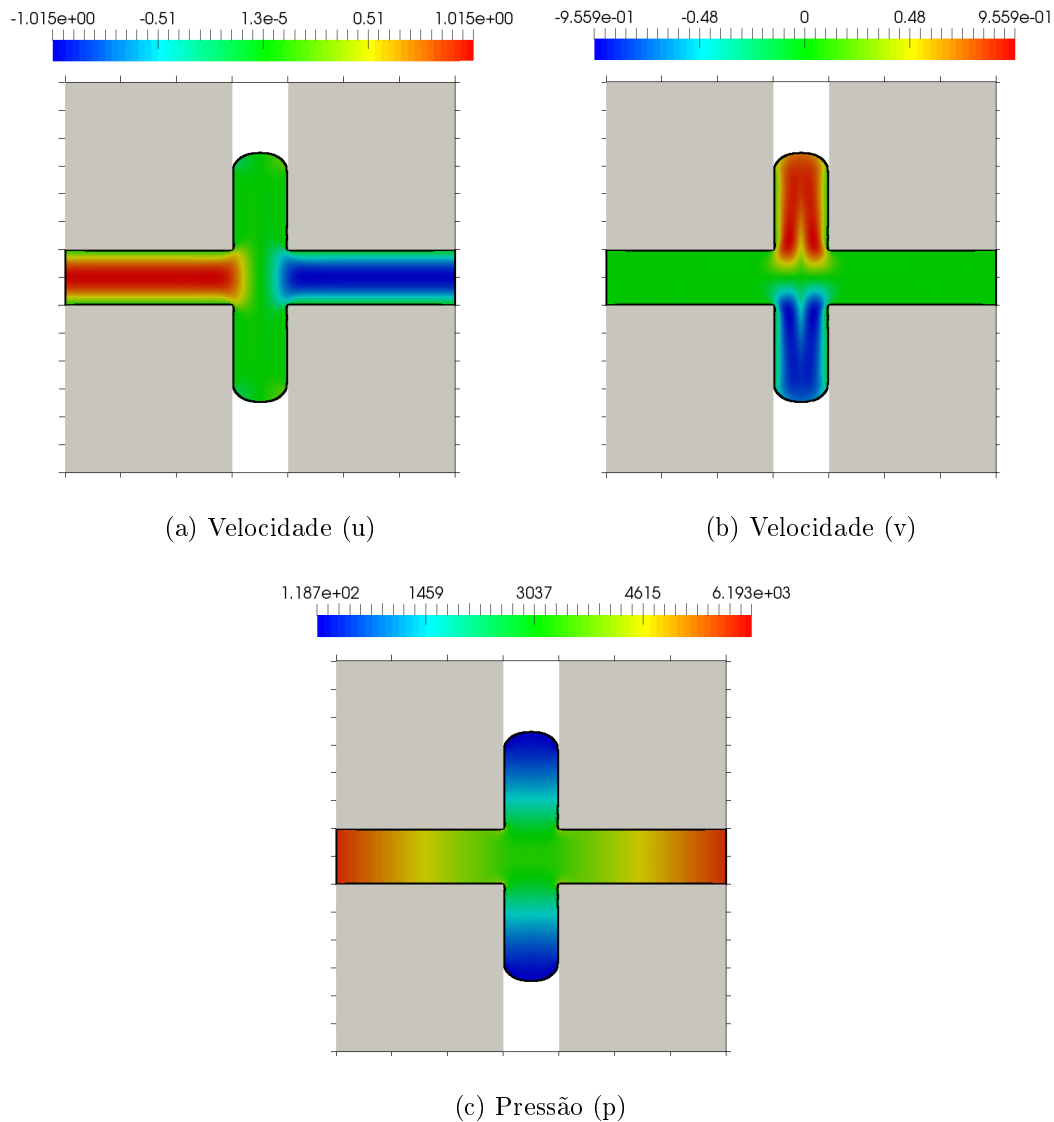 -1.015e+00 -0.51 1.3e-5 0.51 1.015e+00
-9.559e-01 -0.48 0 0.48 9.559e-01
(a) Velocidade (u)
(b) Velocidade (v)
1.187e+02 1459 3037 4615 6.193e+03
(c) Pressão (p)